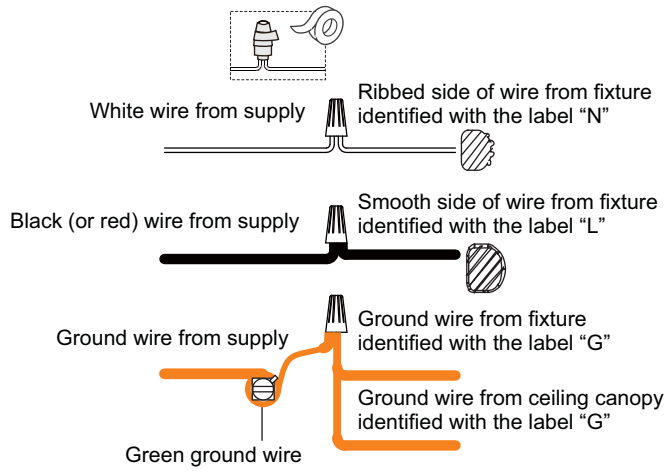 White wire from supply
Ribbed side of wire from fixture
identified with the label “N”
Black (or red) wire from supply
Smooth side of wire from fixture
identified with the label “L”
Ground wire from supply
Ground wire from fixture
identified with the label “G”
Ground wire from ceiling canopy
identified with the label “G”
Green ground wire